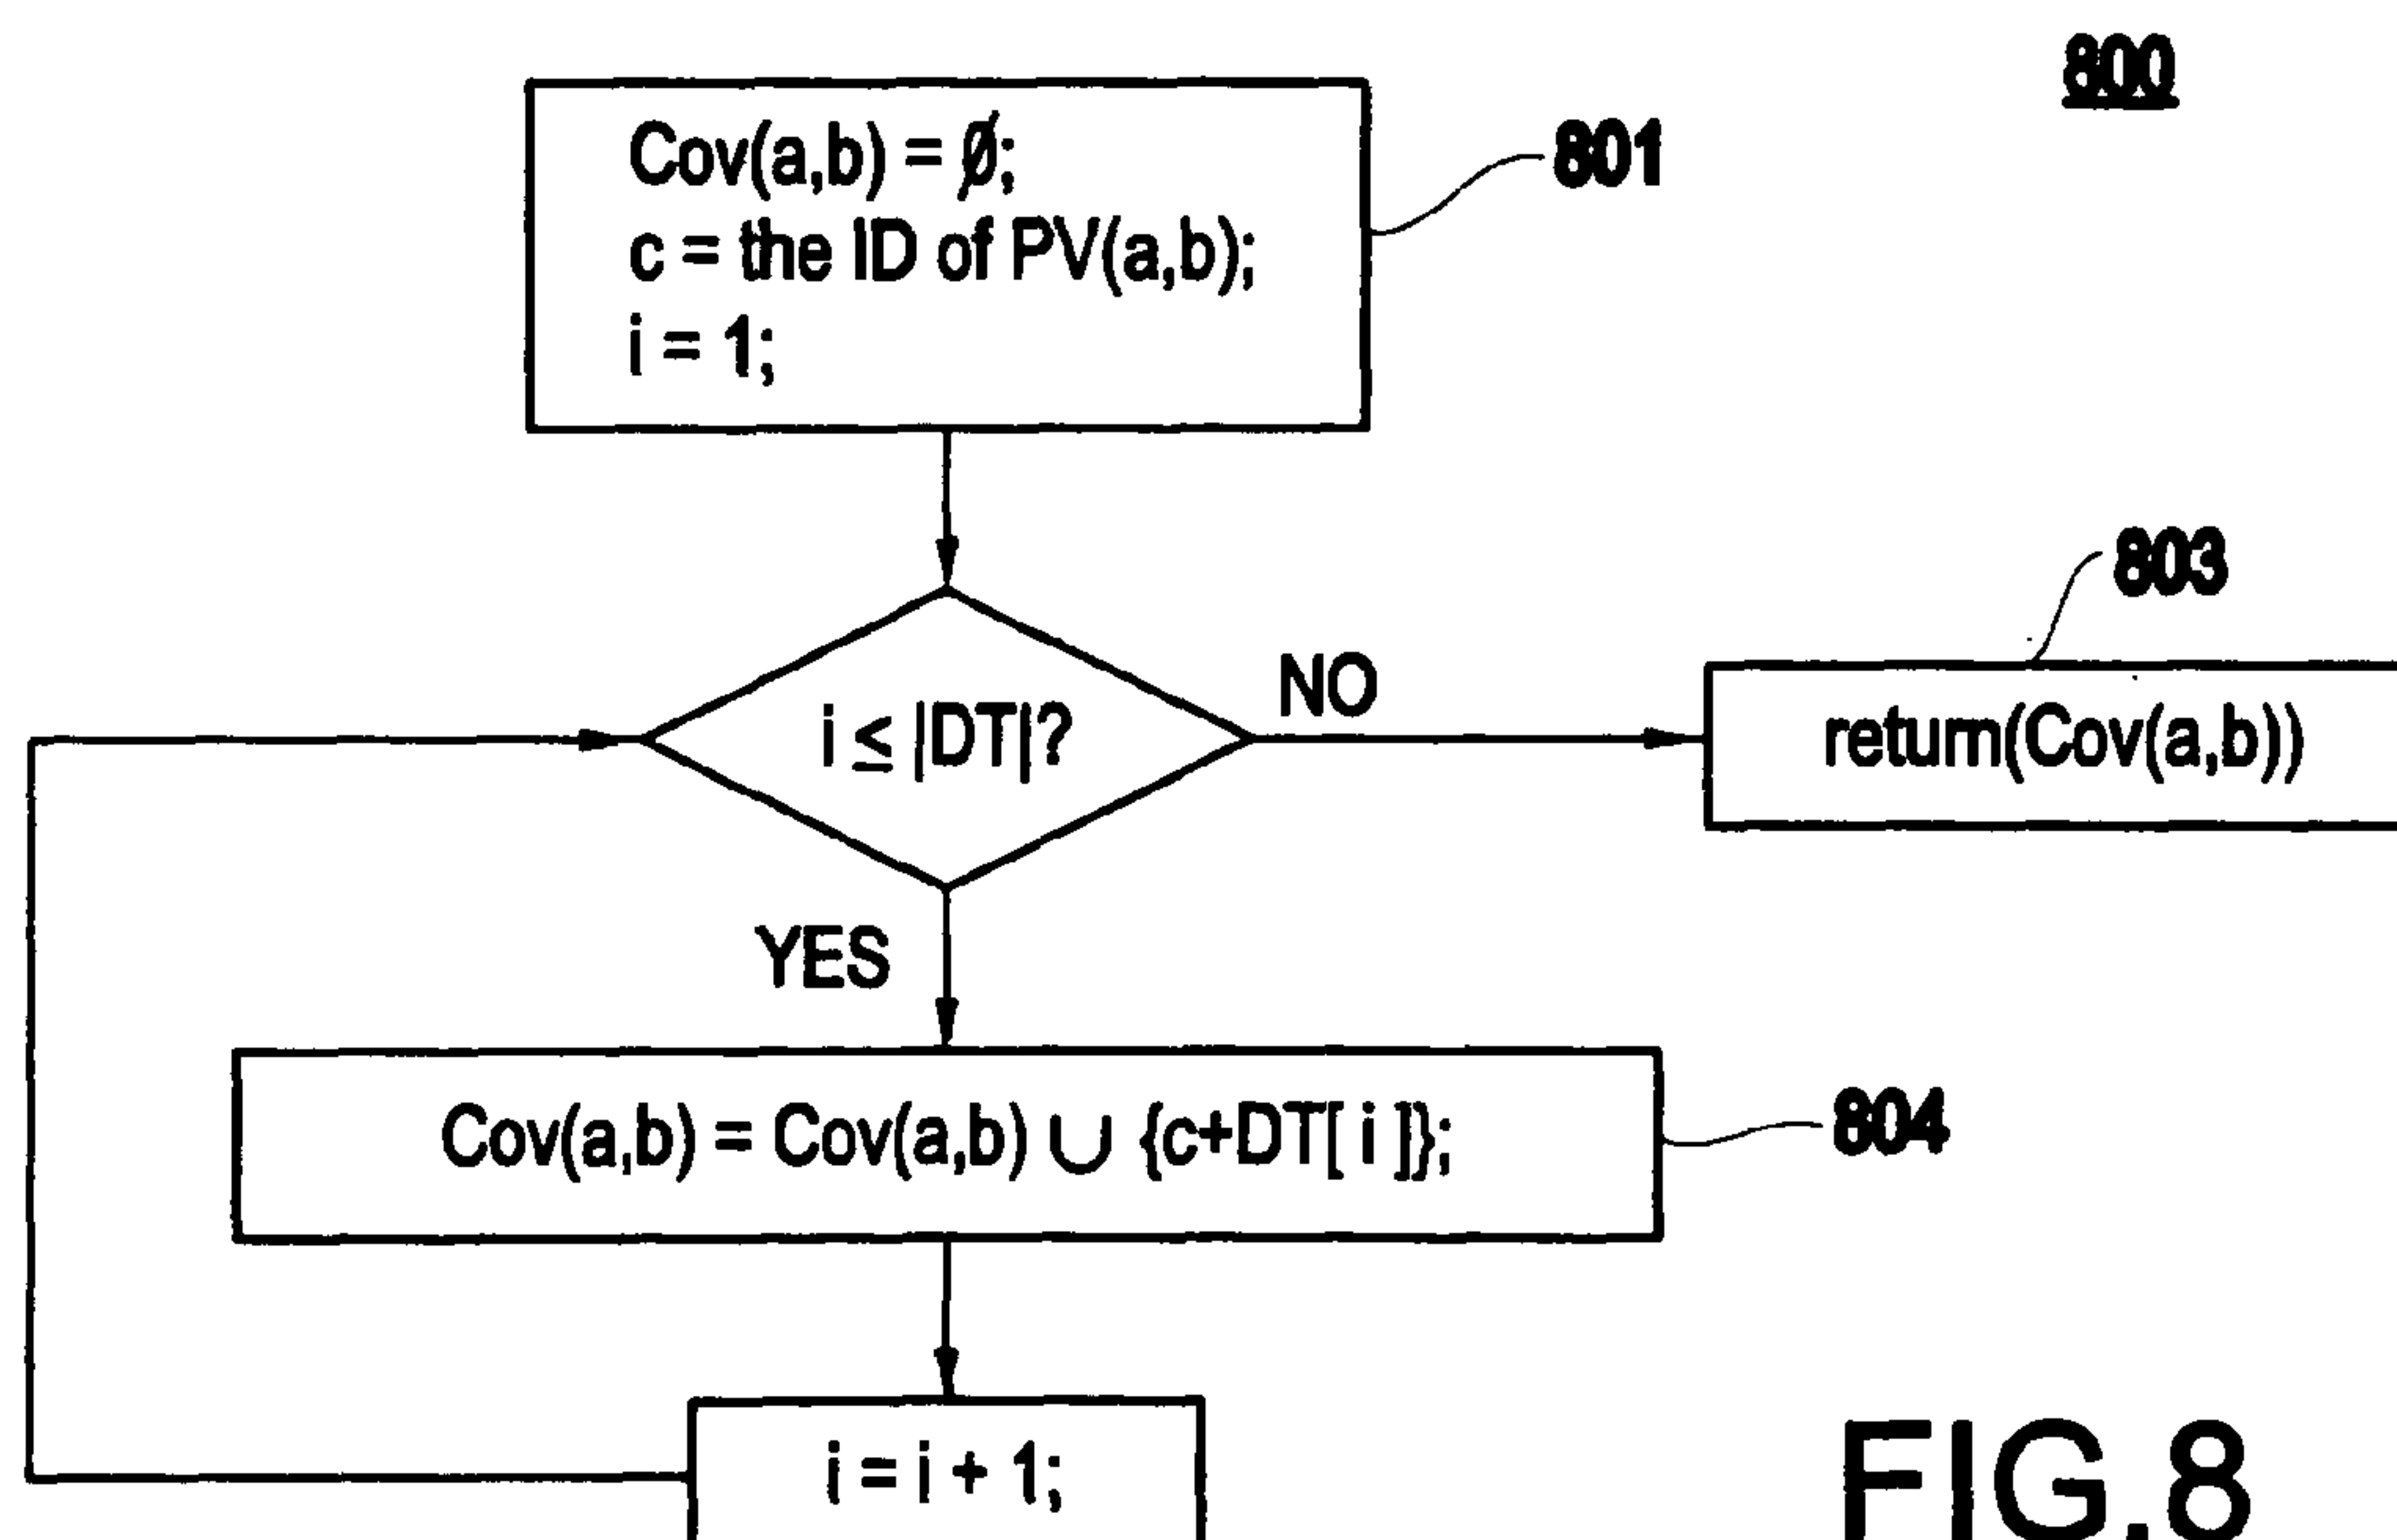 800
Cov(a,b) = ∅;
c = the ID of PV(a,b);
i = 1;
801
803
i ≤ |DT|?
NO
return(Cov(a,b))
YES
Cov(a,b) = Cov(a,b) ∪ {c+DT[ i ]};
804
i = i + 1;
FIG.8